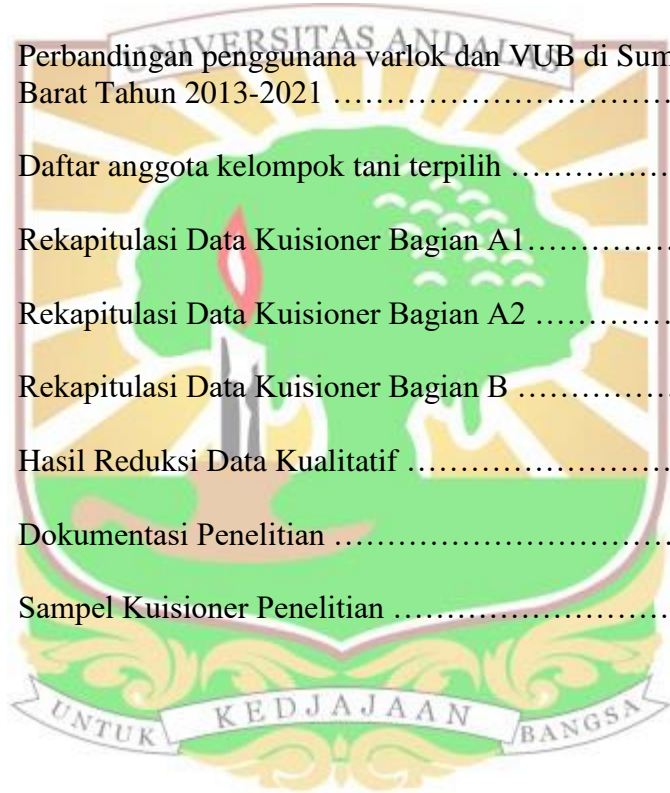 UNIVERSITAS ANDALAS
Perbandingan penggunana varlok dan VUB di Sum
Barat Tahun 2013-2021 ……………………………
Daftar anggota kelompok tani terpilih ……………
Rekapitulasi Data Kuisioner Bagian A1…………
Rekapitulasi Data Kuisioner Bagian A2 …………
Rekapitulasi Data Kuisioner Bagian B ……………
Hasil Reduksi Data Kualitatif ……………………
Dokumentasi Penelitian ……………………………
Sampel Kuisioner Penelitian ………………………
UNTUK KEDJAJAAN BANGSA